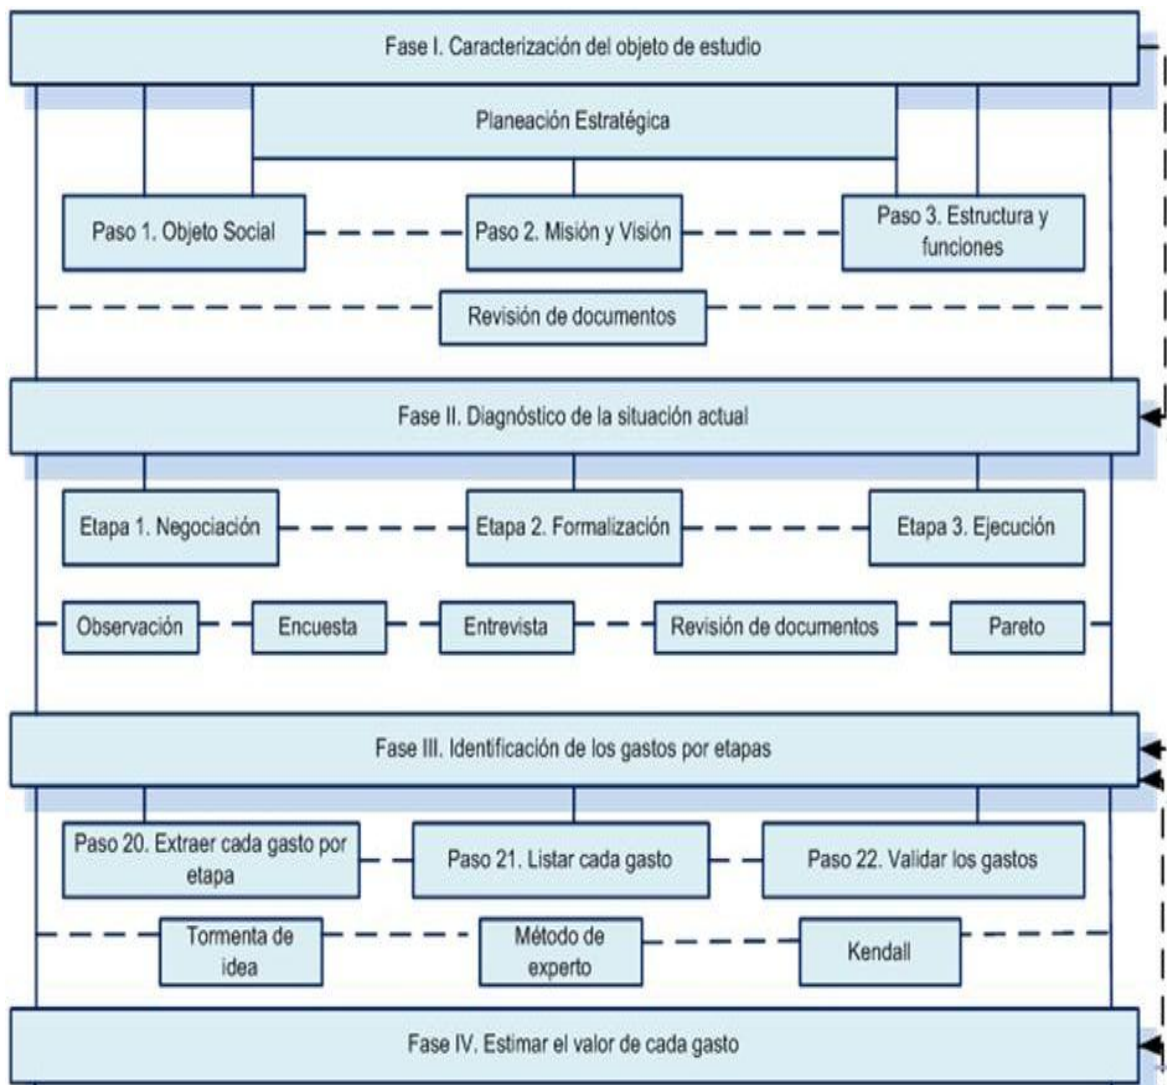 Fase I. Caracterización del objeto de estudio
Planeación Estratégica
Paso 1. Objeto Social
Paso 2. Misión y Visión
Paso 3. Estructura y
funciones
Revisión de documentos
Fase II. Diagnóstico de la situación actual
Etapa 1. Negociación
Etapa 2. Formalización
Etapa 3. Ejecución
Observación
Encuesta
Entrevista
Revisión de documentos
Pareto
Fase III. Identificación de los gastos por etapas
Paso 20. Extraer cada gasto por
etapa
Paso 21. Listar cada gasto
Paso 22. Validar los gastos
Tormenta de
idea
Método de
experto
Kendall
Fase IV. Estimar el valor de cada gasto